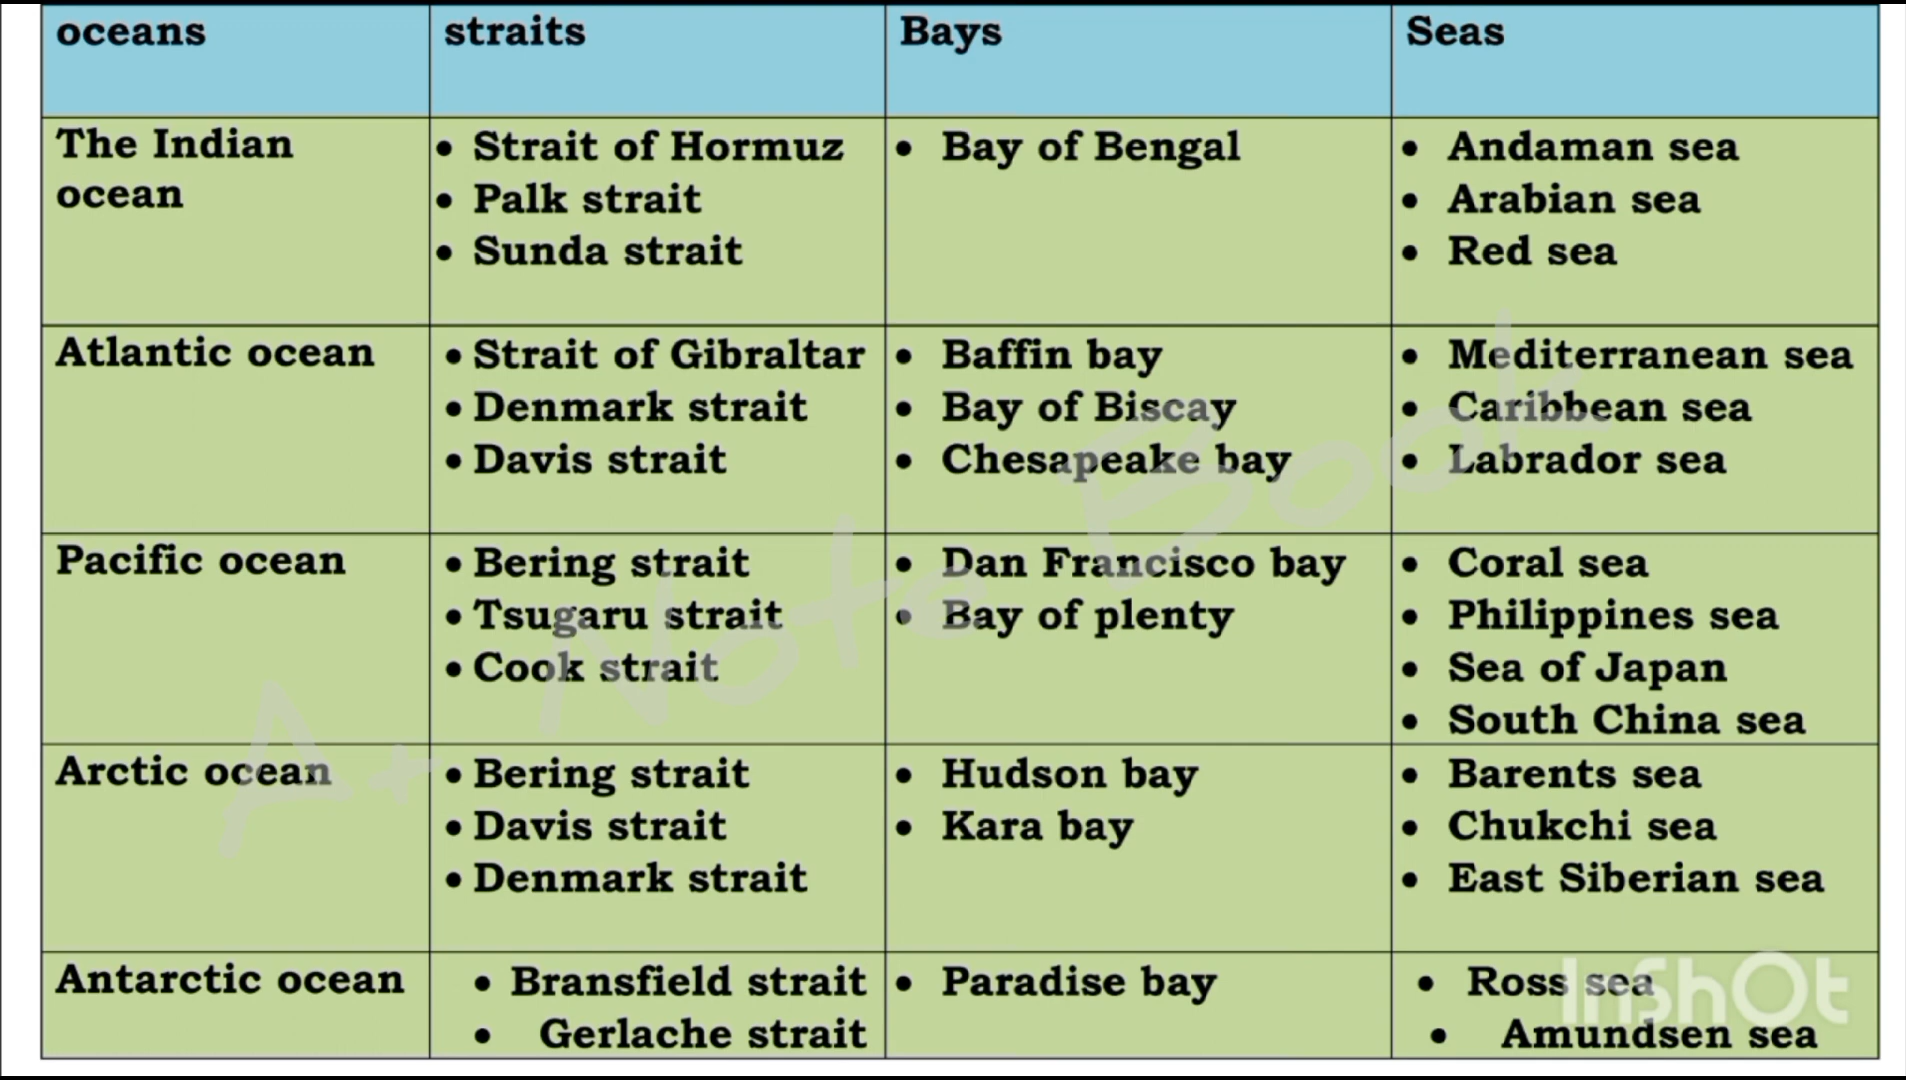 oceans
straits
Bays
Seas
The Indian
ocean
• Strait of Hormuz
• Palk strait
• Sunda strait
• Bay of Bengal
• Andaman sea
• Arabian sea
• Red sea
Atlantic ocean
• Strait of Gibraltar
• Denmark strait
• Davis strait
• Baffin bay
• Bay of Biscay
• Chesapeake bay
• Mediterranean sea
• Caribbean sea
• Labrador sea
Pacific ocean
• Bering strait
• Tsugaru strait
• Cook strait
• Dan Francisco bay
• Bay of plenty
• Coral sea
• Philippines sea
• Sea of Japan
• South China sea
Arctic ocean
• Bering strait
• Davis strait
• Denmark strait
• Hudson bay
• Kara bay
• Barents sea
• Chukchi sea
• East Siberian sea
Antarctic ocean
• Bransfield strait
• Gerlache strait
• Paradise bay
• Ross sea
• Amundsen sea
A+ Note Book
InShOt